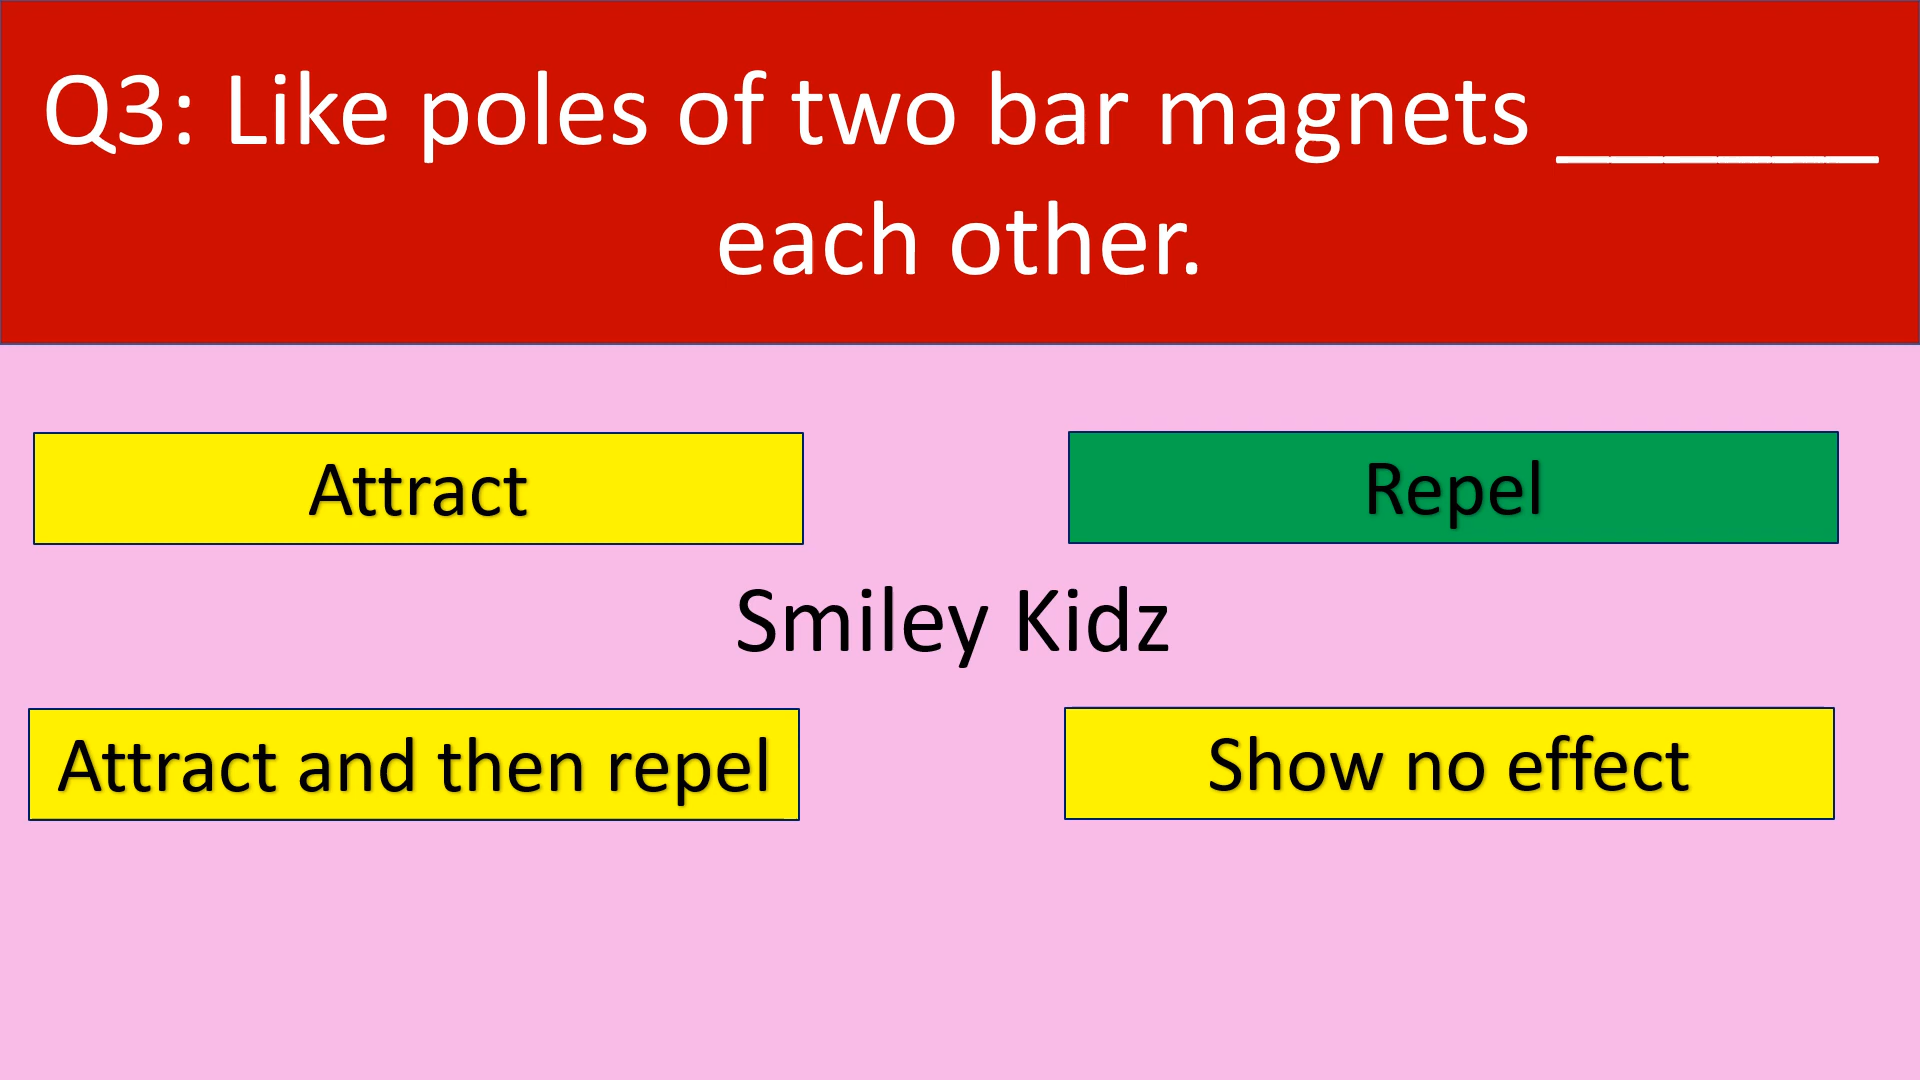 Q3: Like poles of two bar magnets ______
each other.
Attract
Repel
Smiley Kidz
Attract and then repel
Show no effect